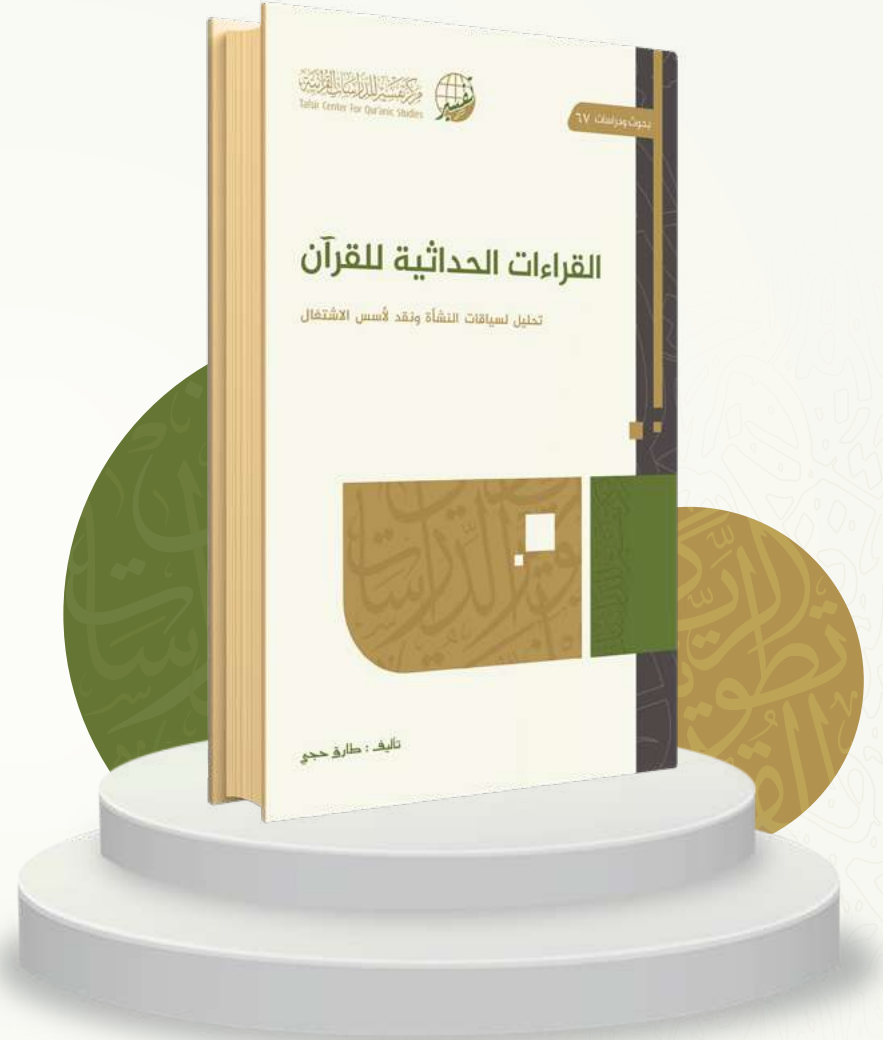 مركز تفسير للدراسات القرآنية
Tafsir Center For Qur'anic Studies
تفسير
بحوث ودراسات ٦٧
القراءات الحداثية للقرآن
تحليل لسياقات النشأة ونقد لأسس الاشتغال
تأليف : طارق حجي